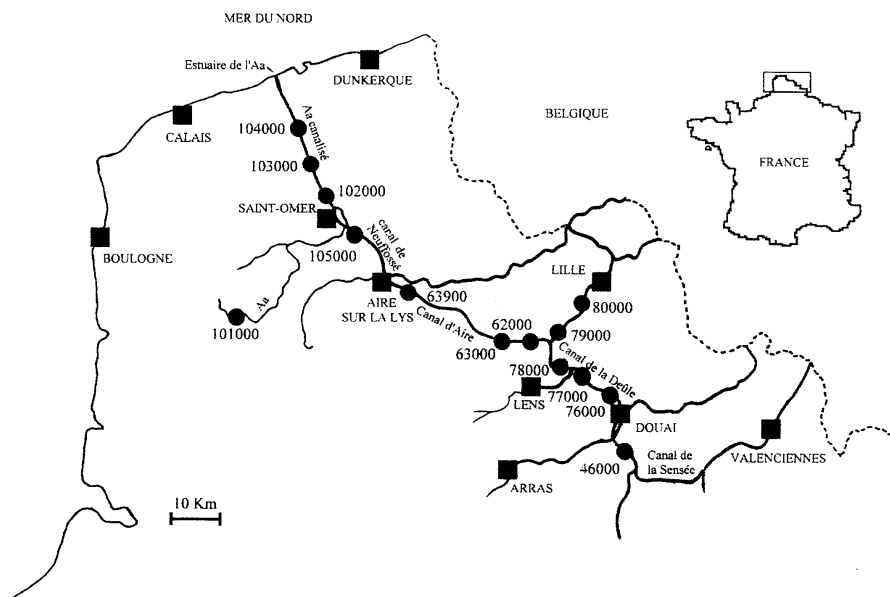 MER DU NORD
Estuaire de l'Aa
DUNKERQUE
CALAIS
Aa canalisé
104000
103000
102000
BELGIQUE
FRANCE
SAINT-OMER
BOULOGNE
canal de
Neuffossé
105000
Aa
101000
AIRE
SUR LA LYS
63900
Canal d'Aire
LILLE
80000
62000
63000
79000
78000
Canal de la Deûle
LENS
77000
76000
DOUAI
VALENCIENNES
Canal de
la Sensée
46000
ARRAS
10 Km